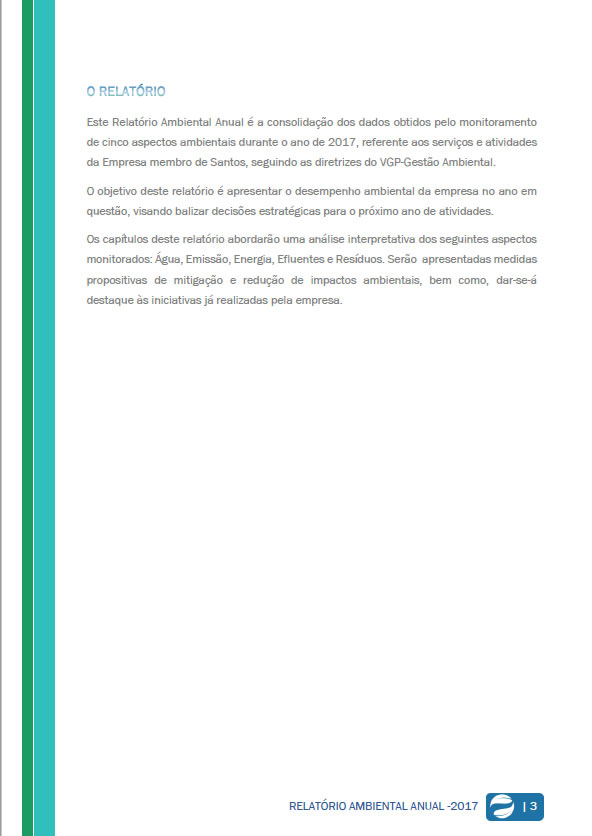 O RELATÓRIO
Este Relatório Ambiental Anual é a consolidação dos dados obtidos pelo monitoramento
de cinco aspectos ambientais durante o ano de 2017, referente aos serviços e atividades
da Empresa membro de Santos, seguindo as diretrizes do VGP-Gestão Ambiental.
O objetivo deste relatório é apresentar o desempenho ambiental da empresa no ano em
questão, visando balizar decisões estratégicas para o próximo ano de atividades.
Os capítulos deste relatório abordarão uma análise interpretativa dos seguintes aspectos
monitorados: Água, Emissão, Energia, Efluentes e Resíduos. Serão apresentadas medidas
propositivas de mitigação e redução de impactos ambientais, bem como, dar-se-á
destaque às iniciativas já realizadas pela empresa.
RELATÓRIO AMBIENTAL ANUAL -2017 | 3